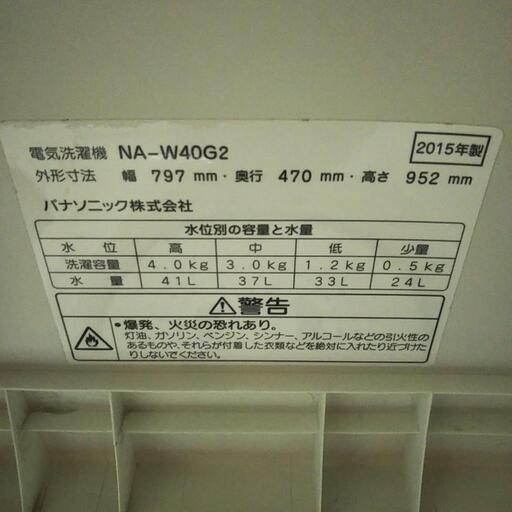 電気洗濯機 NA-W40G2 2015年製
外形寸法 幅 797 mm・奥行 470 mm・高さ 952 mm
パナソニック株式会社
水位別の容量と水量
水位 高 中 低 少量
洗濯容量 4.0kg 3.0kg 1.2kg 0.5kg
水量 41L 37L 33L 24L
警告
・爆発、火災の恐れあり。
灯油、ガソリン、ベンジン、シンナー、アルコールなどの引火性の
あるものや、それらが付着した衣類などを絶対に入れたり近づけた
りしないでください。